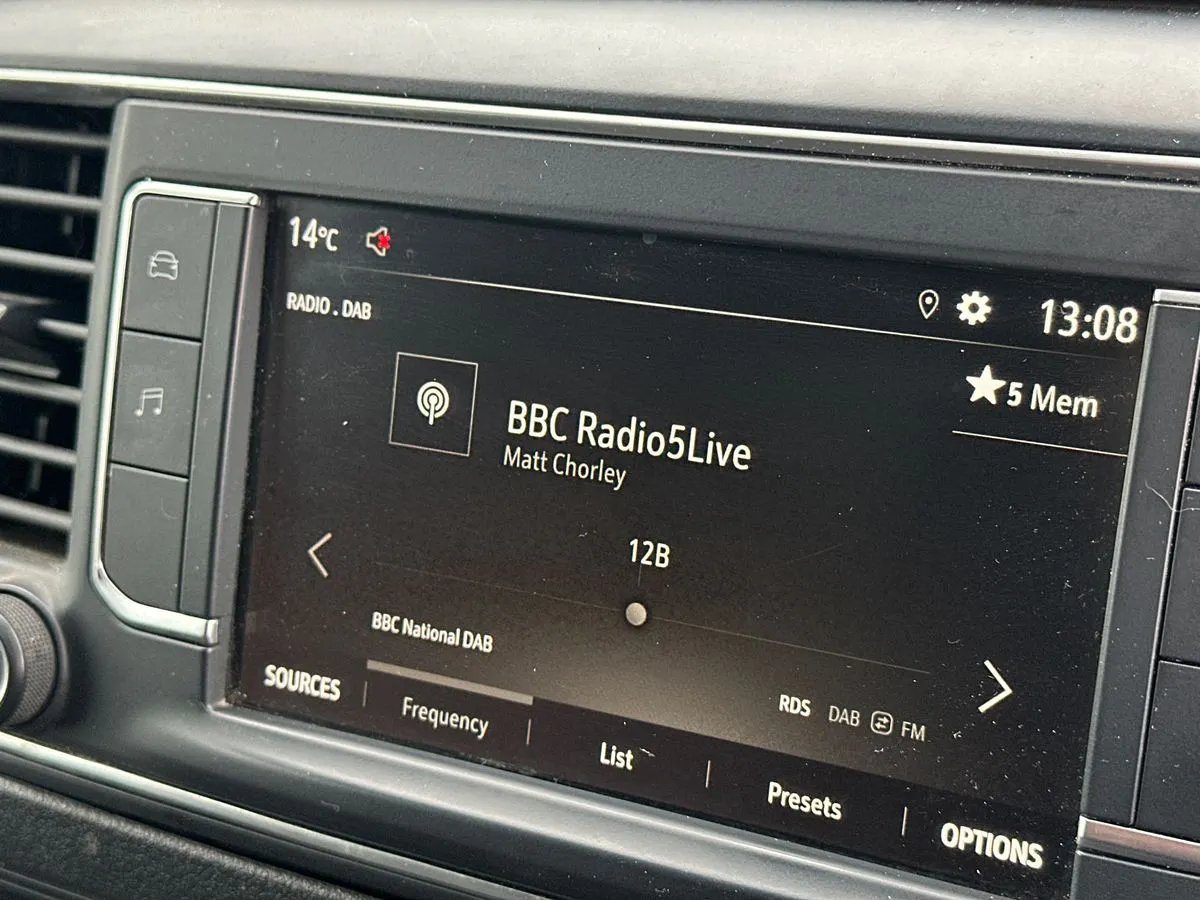 14°C
13:08
RADIO . DAB
5 Mem
BBC Radio5Live
Matt Chorley
12B
BBC National DAB
RDS DAB FM
SOURCES Frequency List Presets OPTIONS